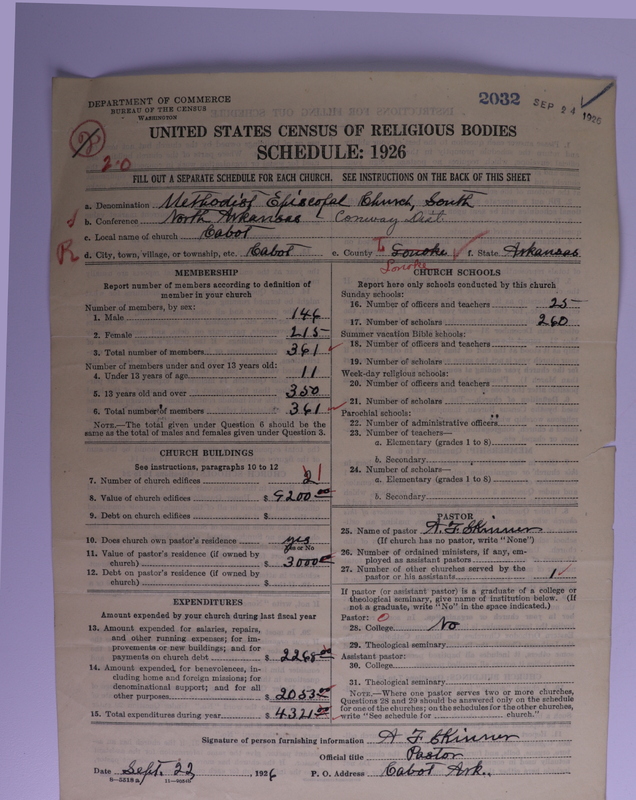 DEPARTMENT OF COMMERCE
BUREAU OF THE CENSUS
WASHINGTON
2032 SEP 24 1926
UNITED STATES CENSUS OF RELIGIOUS BODIES
SCHEDULE: 1926
2-0
FILL OUT A SEPARATE SCHEDULE FOR EACH CHURCH. SEE INSTRUCTIONS ON THE BACK OF THIS SHEET
a. Denomination Methodist Episcopal Church, South
b. Conference North Arkansas Conway Dist
c. Local name of church Cabot
R d. City, town, village, or township, etc. Cabot e. County Lonoke f. State Arkansas
Lonoke
MEMBERSHIP
Report number of members according to definition of
member in your church
Number of members, by sex:
1. Male 146
2. Female 215
3. Total number of members 361
Number of members under and over 13 years old:
4. Under 13 years of age 11
5. 13 years old and over 350
6. Total number of members 361
NOTE.—The total given under Question 6 should be the
same as the total of males and females given under Question 3.
CHURCH BUILDINGS
See instructions, paragraphs 10 to 12
7. Number of church edifices 2 1
8. Value of church edifices $ 9200.00
9. Debt on church edifices $
10. Does church own pastor's residence yes
Yes or No
11. Value of pastor's residence (if owned by
church) $ 3000.00
12. Debt on pastor's residence (if owned by
church) $
EXPENDITURES
Amount expended by your church during last fiscal year
13. Amount expended for salaries, repairs,
and other running expenses; for im-
provements or new buildings; and for
payments on church debt $ 2268.00
14. Amount expended for benevolences, in-
cluding home and foreign missions; for
denominational support; and for all
other purposes $ 2053.00
15. Total expenditures during year $ 4321.00
CHURCH SCHOOLS
Report here only schools conducted by this church
Sunday schools:
16. Number of officers and teachers 25
17. Number of scholars 260
Summer vacation Bible schools:
18. Number of officers and teachers
19. Number of scholars
Week-day religious schools:
20. Number of officers and teachers
21. Number of scholars
Parochial schools:
22. Number of administrative officers
23. Number of teachers—
a. Elementary (grades 1 to 8)
b. Secondary
24. Number of scholars—
a. Elementary (grades 1 to 8)
b. Secondary
PASTOR
25. Name of pastor A. F. Skinner
(If church has no pastor, write "None")
26. Number of ordained ministers, if any, em-
ployed as assistant pastors
27. Number of other churches served by the
pastor or his assistants 1
If pastor (or assistant pastor) is a graduate of a college or
theological seminary, give name of institution below. (If
not a graduate, write "No" in the space indicated.)
Pastor: 0
28. College No
29. Theological seminary
Assistant pastor:
30. College
31. Theological seminary
NOTE.—Where one pastor serves two or more churches,
Questions 28 and 29 should be answered only on the schedule
for one of the churches; on the schedules for the other churches,
write "See schedule for church."
Signature of person furnishing information A F Skinner
Official title Pastor
Date Sept. 22, 1926 P. O. Address Cabot Ark.